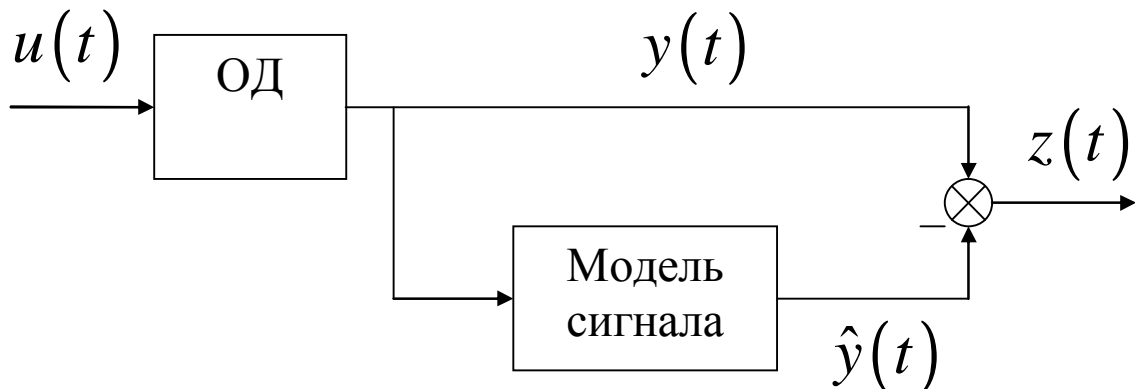 u(t)
ОД
y(t)
z(t)
–
Модель
сигнала
ŷ(t)